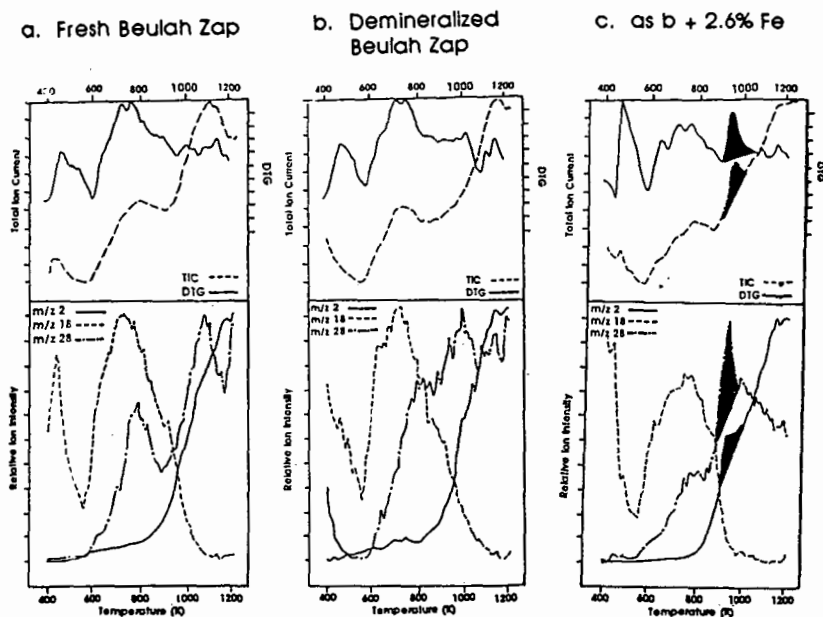 a. Fresh Beulah Zap
b. Demineralized
Beulah Zap
c. as b + 2.6% Fe
600 800 1000 1200
400 600 800 1000 1200
400 600 800 1000 1200
Total Ion Current
DTG
TIC
DTG
Total Ion Current
DTG
TIC
DTG
Total Ion Current
DTG
TIC
DTG
m/z 2
m/z 18
m/z 28
m/z 2
m/z 18
m/z 28
m/z 2
m/z 18
m/z 28
Relative Ion Intensity
Relative Ion Intensity
Relative Ion Intensity
400 600 800 1000 1200
400 600 800 1000 1200
400 600 800 1000 1200
Temperature (K)
Temperature (K)
Temperature (K)